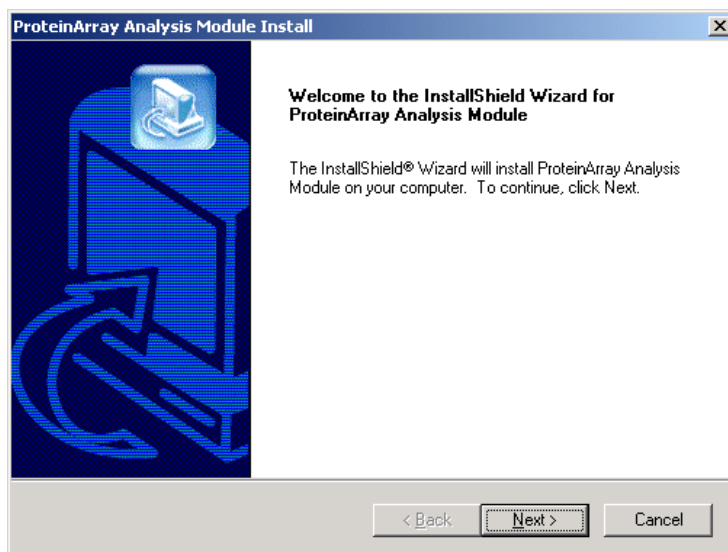 ProteinArray Analysis Module Install
Welcome to the InstallShield Wizard for
ProteinArray Analysis Module
The InstallShield® Wizard will install ProteinArray Analysis
Module on your computer. To continue, click Next.
< Back
Next >
Cancel